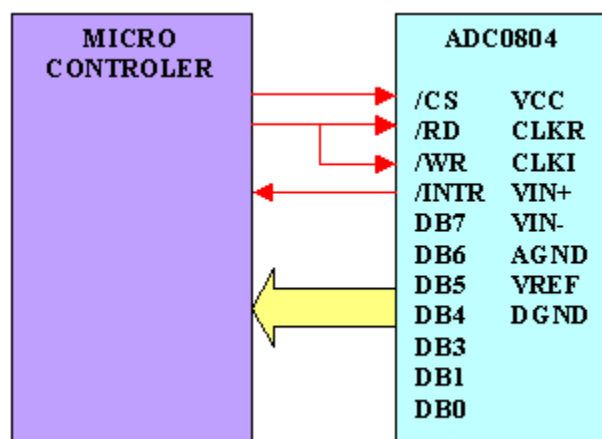 MICRO
CONTROLER
ADC0804
/CS VCC
/RD CLKR
/WR CLKI
/INTR VIN+
DB7 VIN-
DB6 AGND
DB5 VREF
DB4 DGND
DB3
DB1
DB0